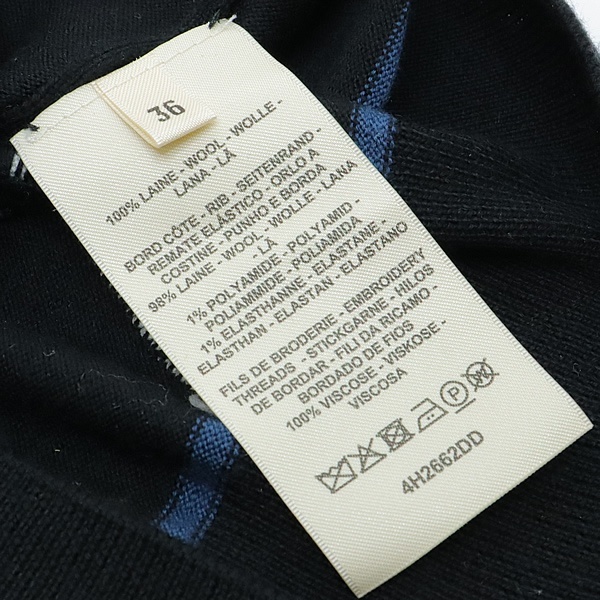 36
100% LAINE - WOOL - WOLLE -
LANA - LÀ
BORD CÔTE - RIB - SEITENRAND -
REMATE ELÁSTICO - ORLO A
COSTINE - PUNHO E BORDA
98% LAINE - WOOL - WOLLE - LANA
- LÀ
1% POLYAMIDE - POLYAMID -
POLIAMMIDE - POLIAMIDA
1% ELASTHANNE - ELASTANE -
ELASTHAN - ELASTAN - ELASTANO
FILS DE BRODERIE - EMBROIDERY
THREADS - STICKGARNE - HILOS
DE BORDAR - FILI DA RICAMO -
BORDADO DE FIOS
100% VISCOSE - VISKOSE -
VISCOSA
P
W
4H2662DD